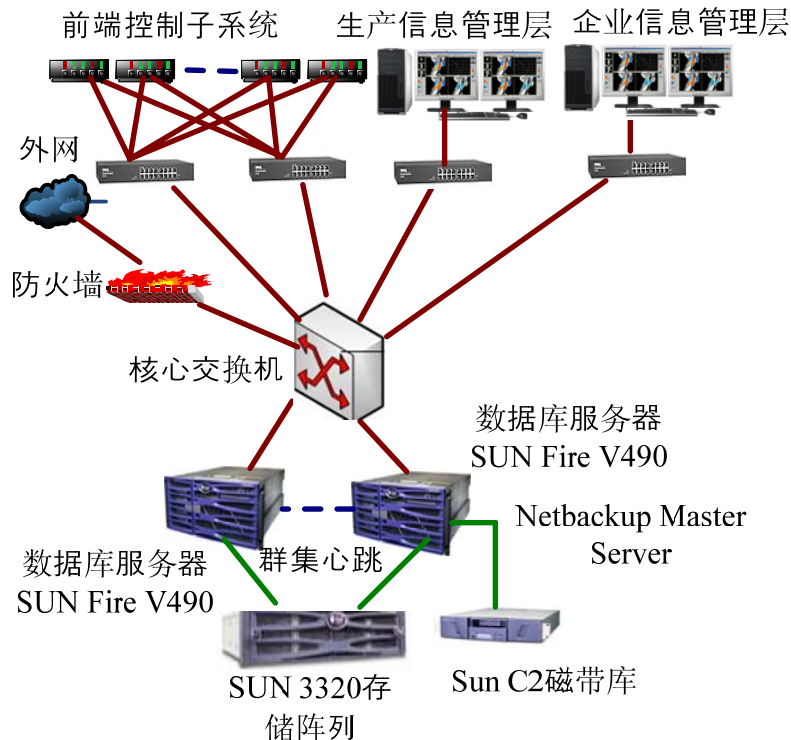 前端控制子系统
生产信息管理层
企业信息管理层
外网
防火墙
核心交换机
数据库服务器
SUN Fire V490
Netbackup Master
Server
群集心跳
数据库服务器
SUN Fire V490
SUN 3320存
储阵列
Sun C2磁带库